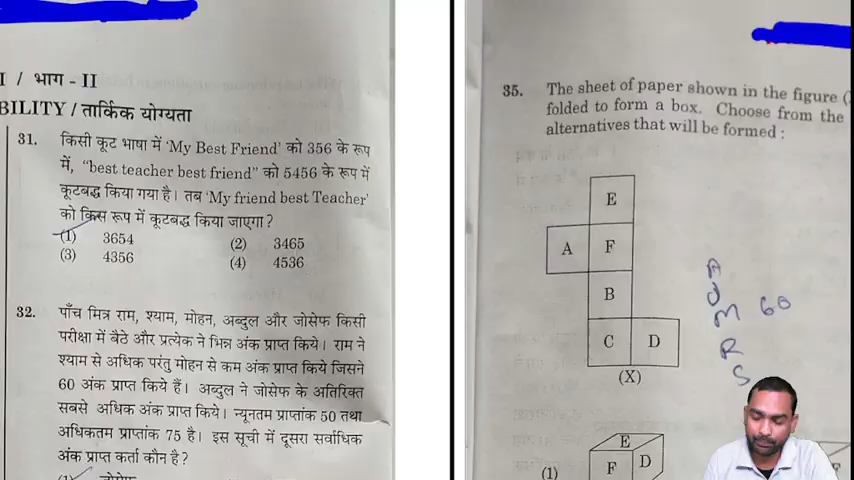 I / भाग - II
BILITY / तार्किक योग्यता
31. किसी कूट भाषा में ‘My Best Friend’ को 356 के रूप
में, “best teacher best friend” को 5456 के रूप में
कूटबद्ध किया गया है। तब ‘My friend best Teacher’
को किस रूप में कूटबद्ध किया जाएगा?
(1) 3654 (2) 3465
(3) 4356 (4) 4536
32. पाँच मित्र राम, श्याम, मोहन, अब्दुल और जोसेफ किसी
परीक्षा में बैठे और प्रत्येक ने भिन्न अंक प्राप्त किये। राम ने
श्याम से अधिक परंतु मोहन से कम अंक प्राप्त किये जिसने
60 अंक प्राप्त किये हैं। अब्दुल ने जोसेफ के अतिरिक्त
सबसे अधिक अंक प्राप्त किये। न्यूनतम प्राप्तांक 50 तथा
अधिकतम प्राप्तांक 75 है। इस सूची में दूसरा सर्वाधिक
अंक प्राप्त कर्ता कौन है?
(1) जोसेफ
35. The sheet of paper shown in the figure (
folded to form a box. Choose from the
alternatives that will be formed :
E
A F
B
C D
(X)
A
J
M 60
R
S
(1) E F D
F